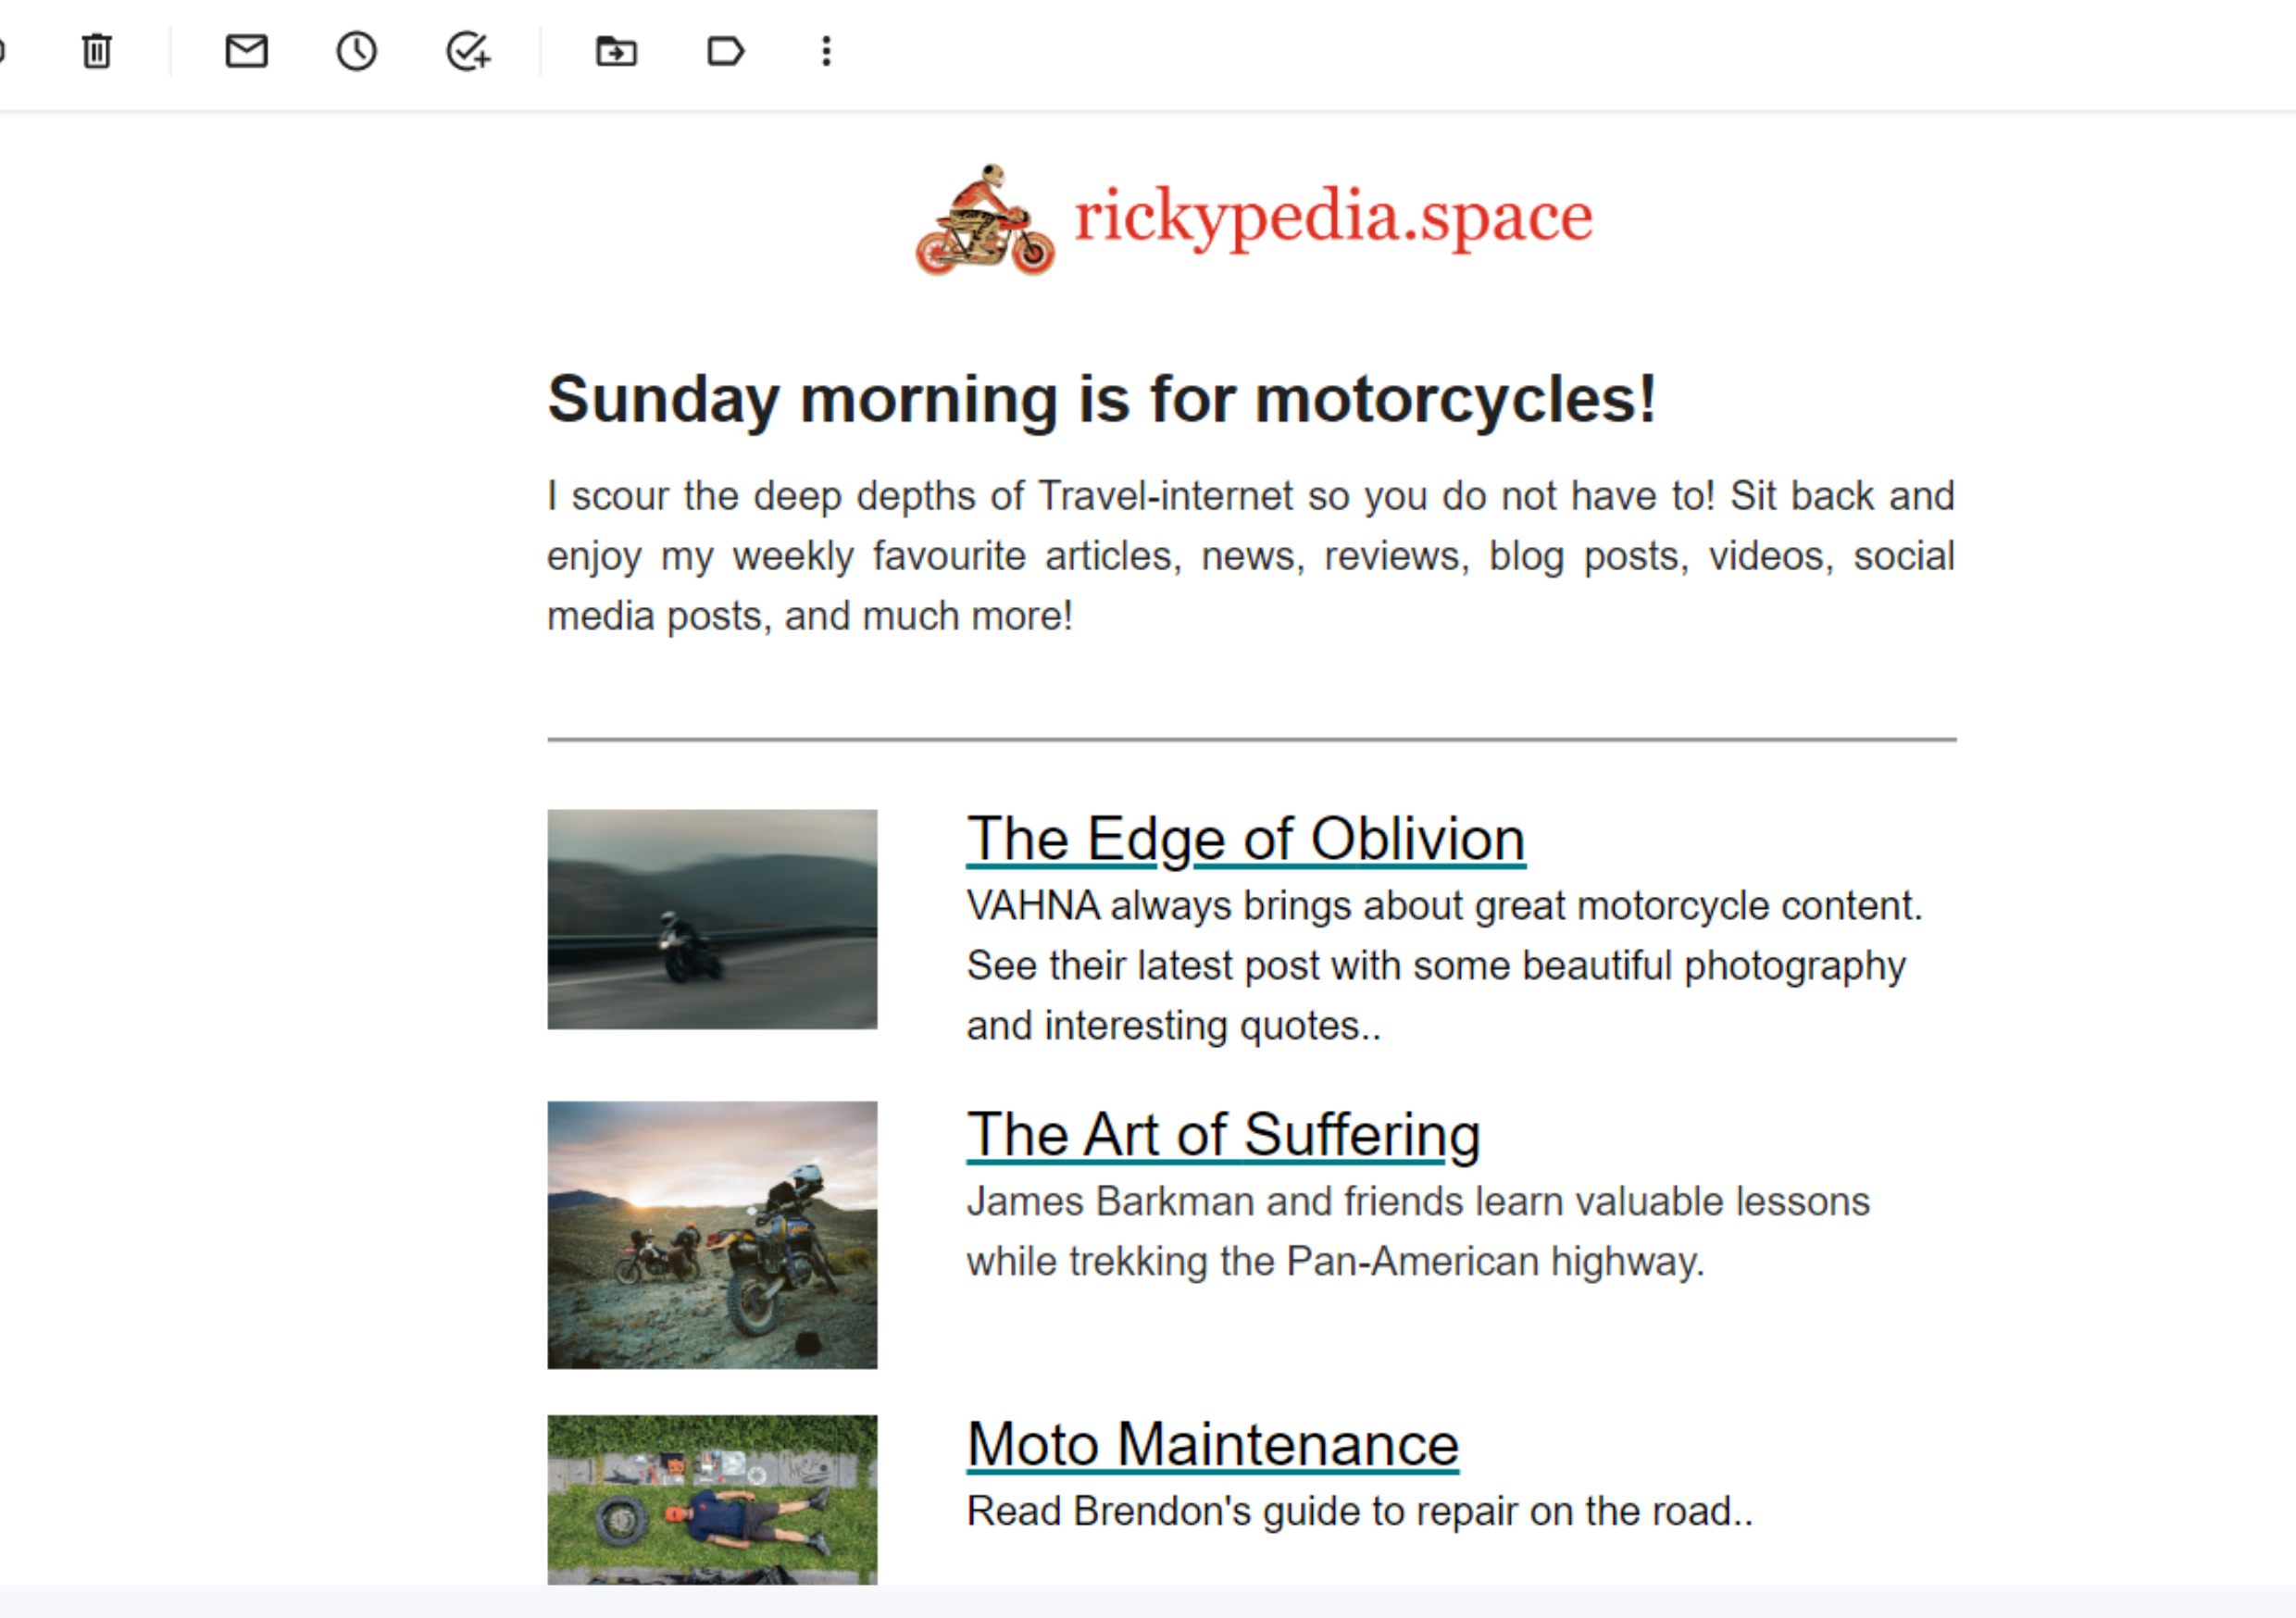 rickypedia.space
Sunday morning is for motorcycles!
I scour the deep depths of Travel-internet so you do not have to! Sit back and
enjoy my weekly favourite articles, news, reviews, blog posts, videos, social
media posts, and much more!
The Edge of Oblivion
VAHNA always brings about great motorcycle content.
See their latest post with some beautiful photography
and interesting quotes..
The Art of Suffering
James Barkman and friends learn valuable lessons
while trekking the Pan-American highway.
Moto Maintenance
Read Brendon's guide to repair on the road..